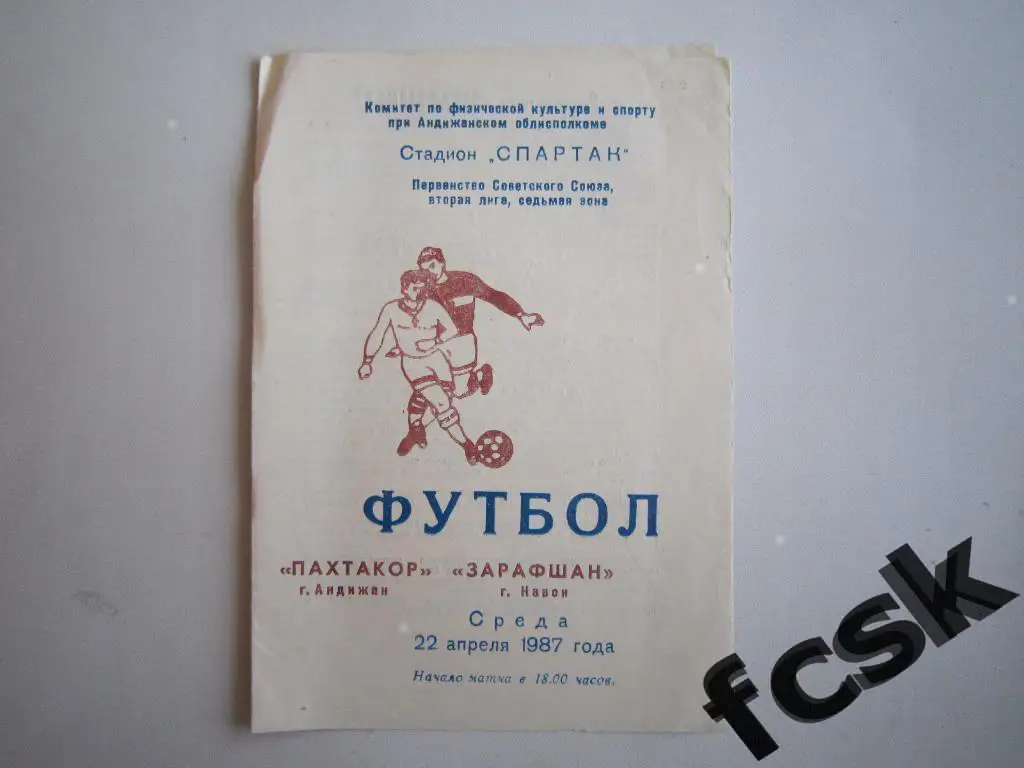 Комитет по физической культуре и спорту
при Андижанском облисполкоме
Стадион „СПАРТАК"
Первенство Советского Союза,
вторая лига, седьмая зона
ФУТБОЛ
«ПАХТАКОР» «ЗАРАФШАН»
г. Андижан г. Навои
Среда
22 апреля 1987 года
Начало матча в 18.00 часов.
fcsk